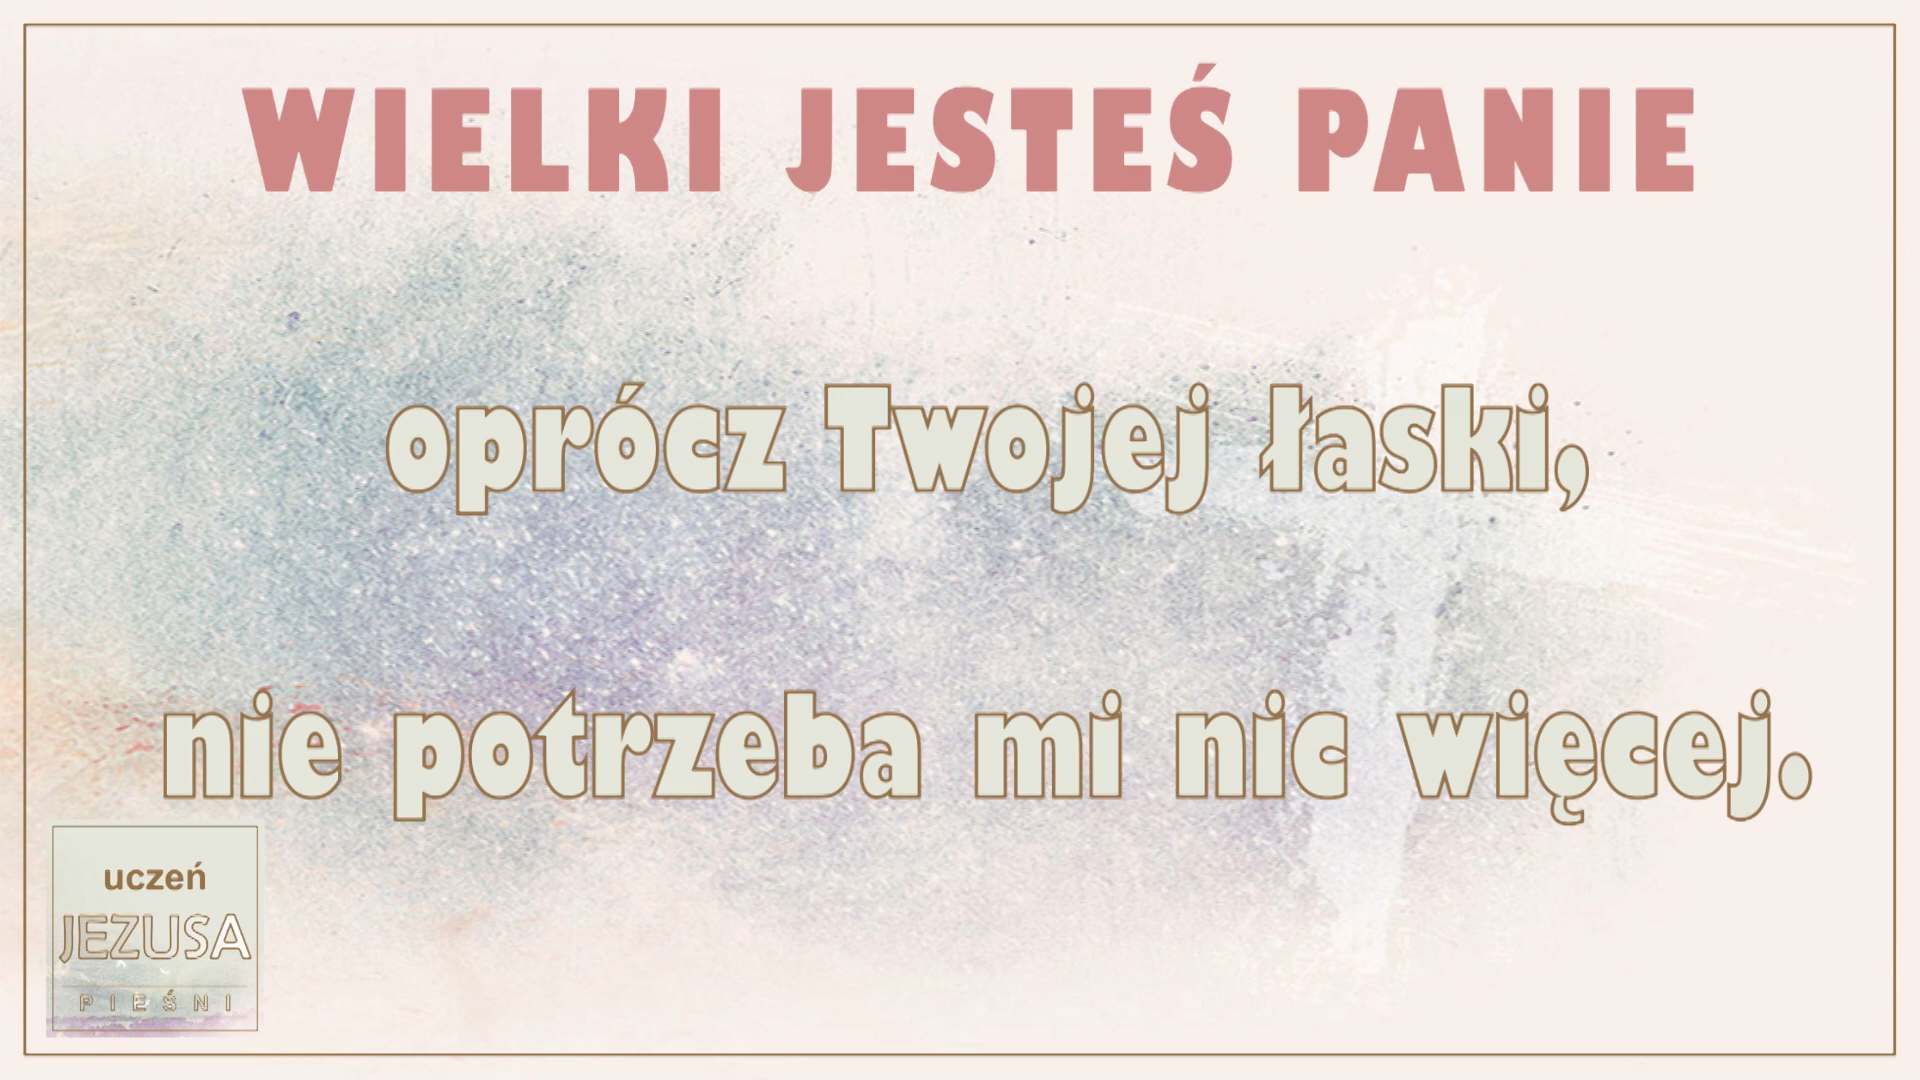 WIELKI JESTEŚ PANIE
oprócz Twojej łaski,
nie potrzeba mi nic więcej.
uczeń
JEZUSA
PIEŚNI